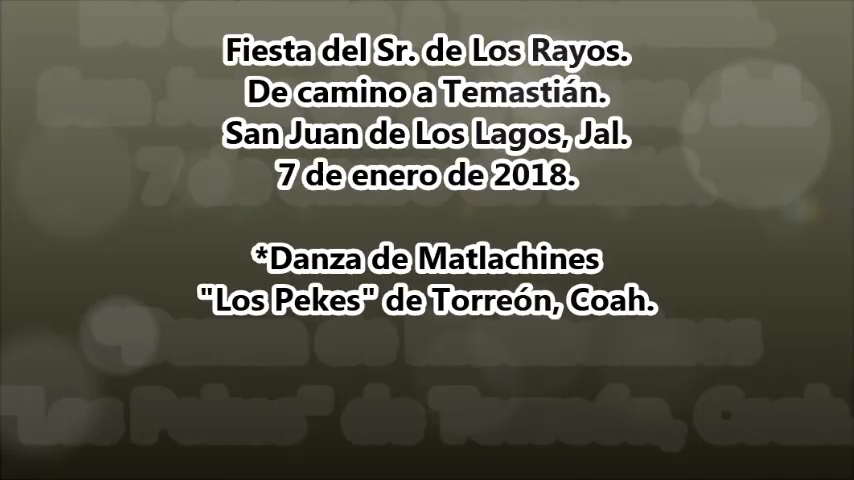 Fiesta del Sr. de Los Rayos.
De camino a Temastián.
San Juan de Los Lagos, Jal.
7 de enero de 2018.
*Danza de Matlachines
"Los Pekes" de Torreón, Coah.